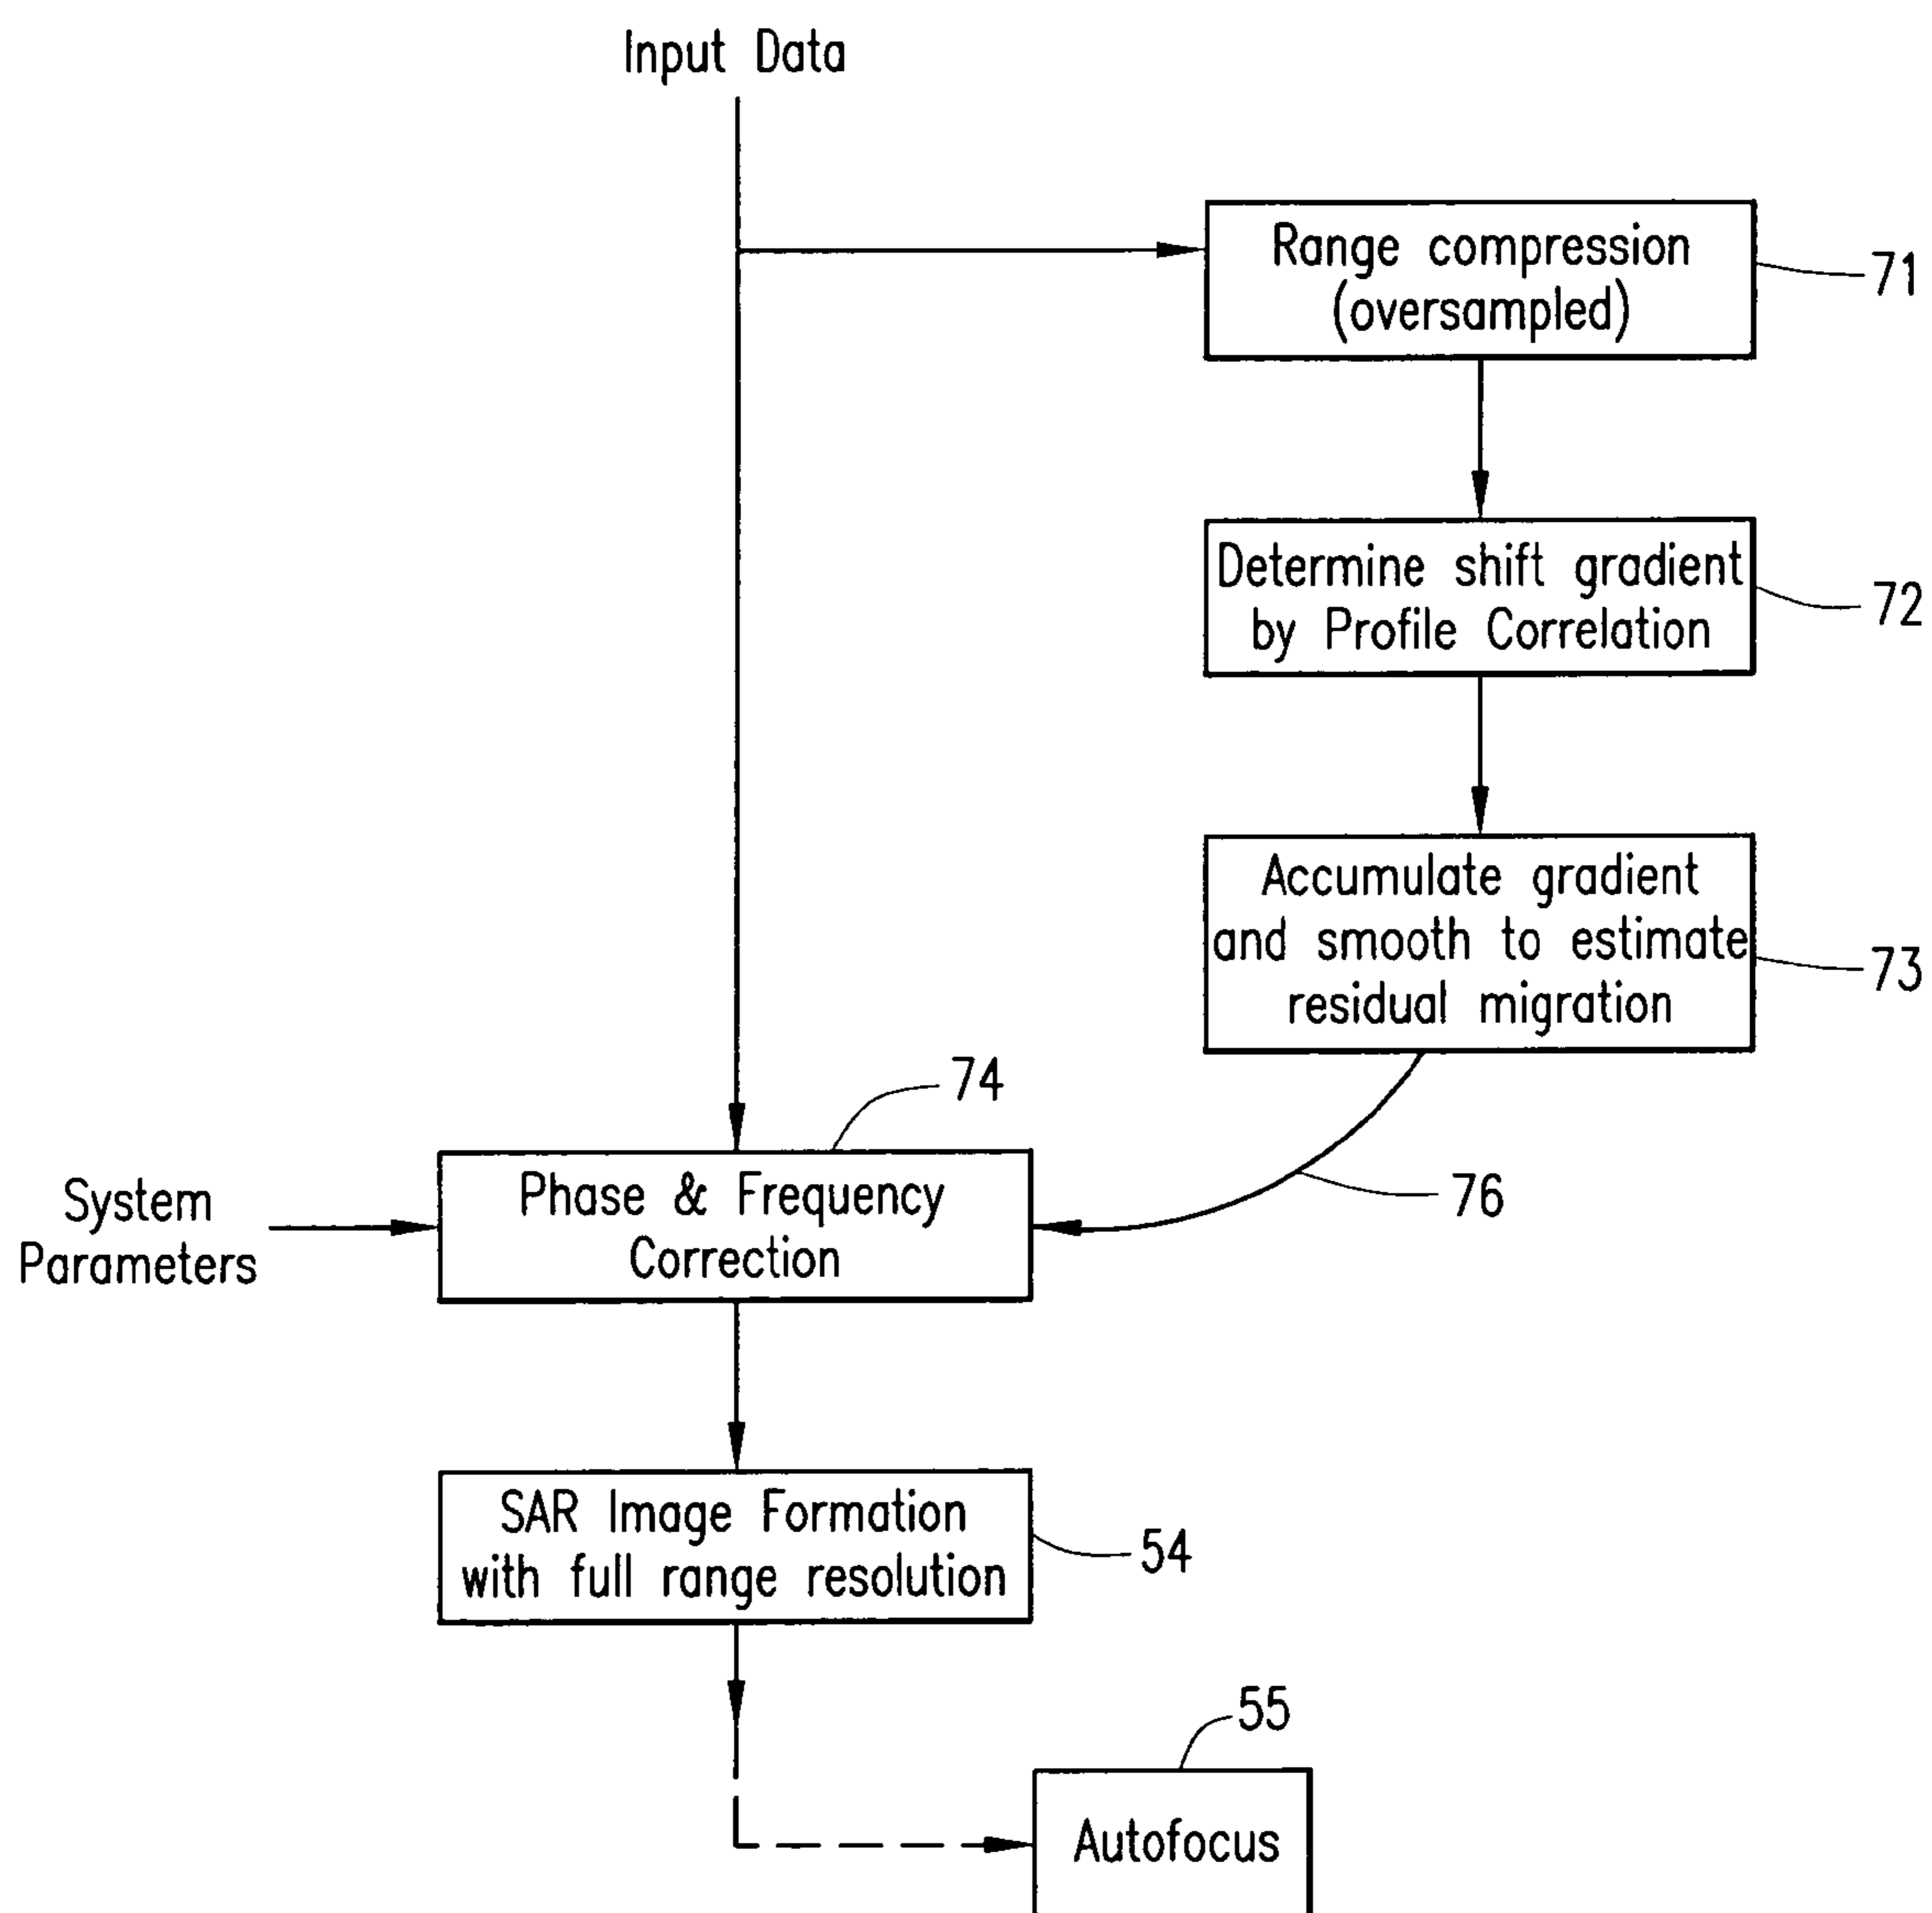 Input Data
Range compression
(oversampled)
71
Determine shift gradient
by Profile Correlation
72
Accumulate gradient
and smooth to estimate
residual migration
73
74
System
Parameters
Phase & Frequency
Correction
76
SAR Image Formation
with full range resolution
54
55
Autofocus